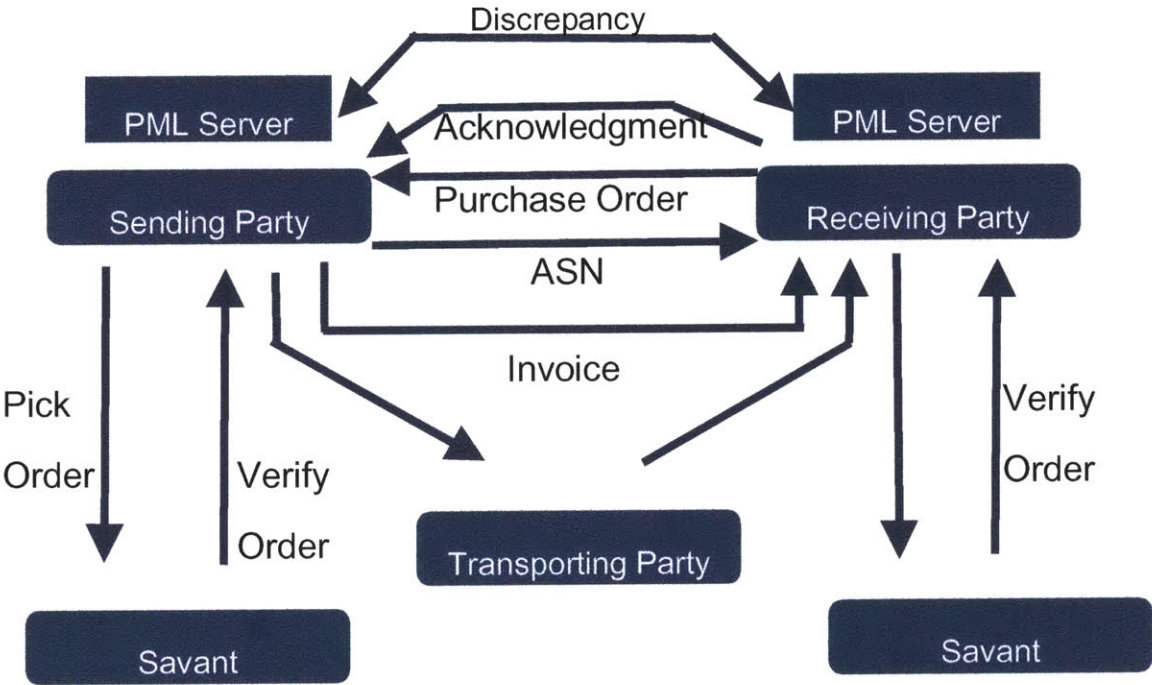 Discrepancy
PML Server
PML Server
Acknowledgment
Purchase Order
Sending Party
Receiving Party
ASN
Invoice
Pick
Order
Verify
Order
Verify
Order
Transporting Party
Savant
Savant